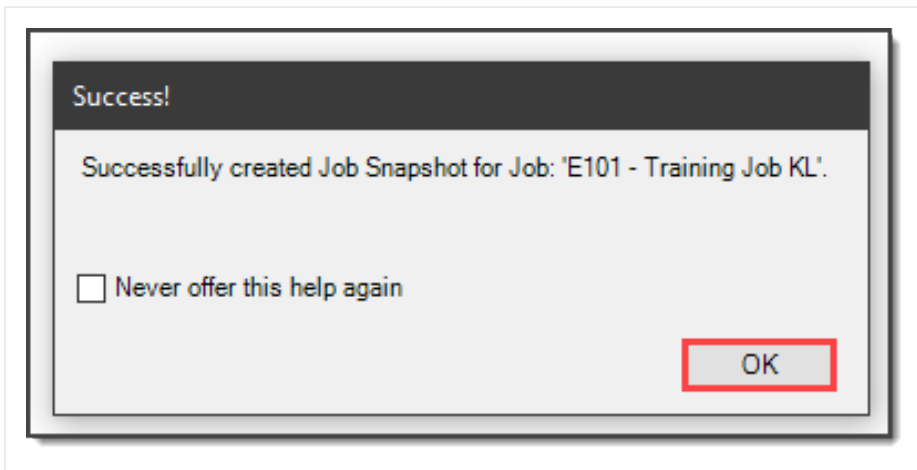 Success!
Successfully created Job Snapshot for Job: 'E101 - Training Job KL'.
Never offer this help again
OK